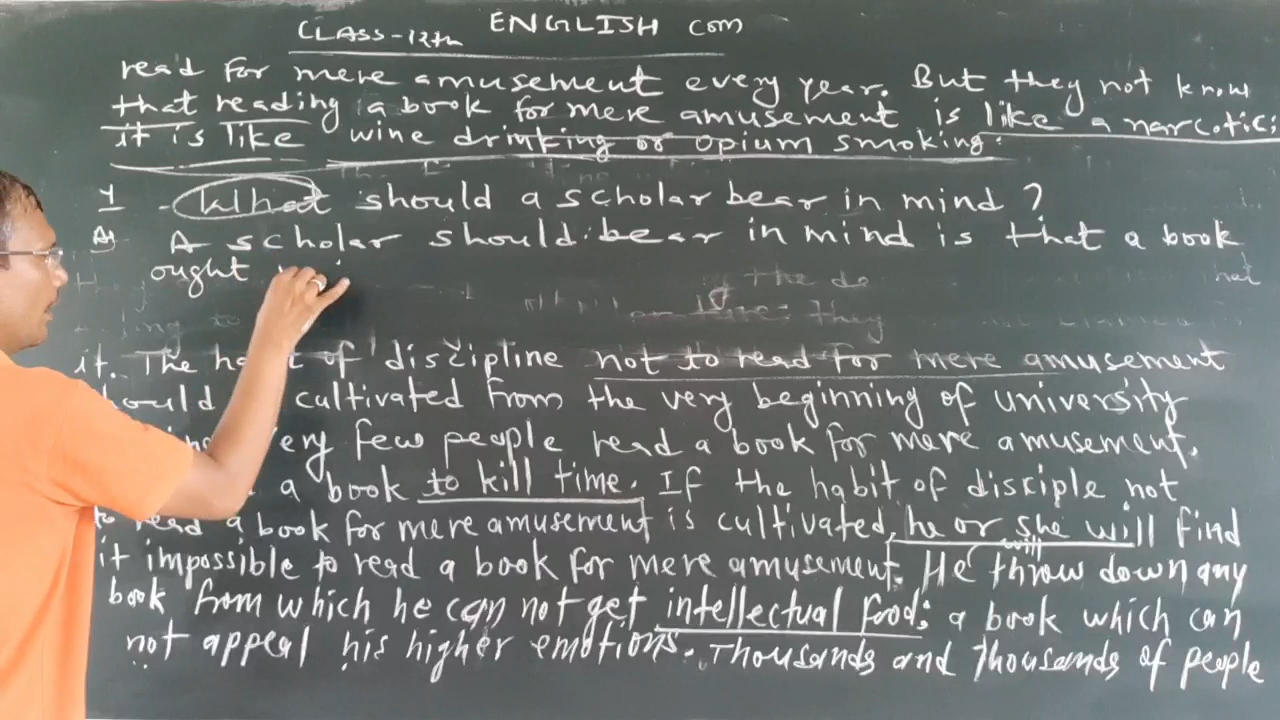 CLASS-12th ENGLISH COM
read for mere amusement every year. But they not know
that reading a book for mere amusement is like a narcotic;
it is like wine drinking or opium smoking.
1 What should a scholar bear in mind?
A scholar should bear in mind is that a book
ought
it. The habit of discipline not to read for mere amusement
cultivated from the very beginning of university
very few people read a book for mere amusement.
a book to kill time. If the habit of disciple not
to read a book for mere amusement is cultivated, he or she will find
it impossible to read a book for mere amusement. He will throw down any
book from which he can not get intellectual food; a book which can
not appeal his higher emotions. Thousands and Thousands of people